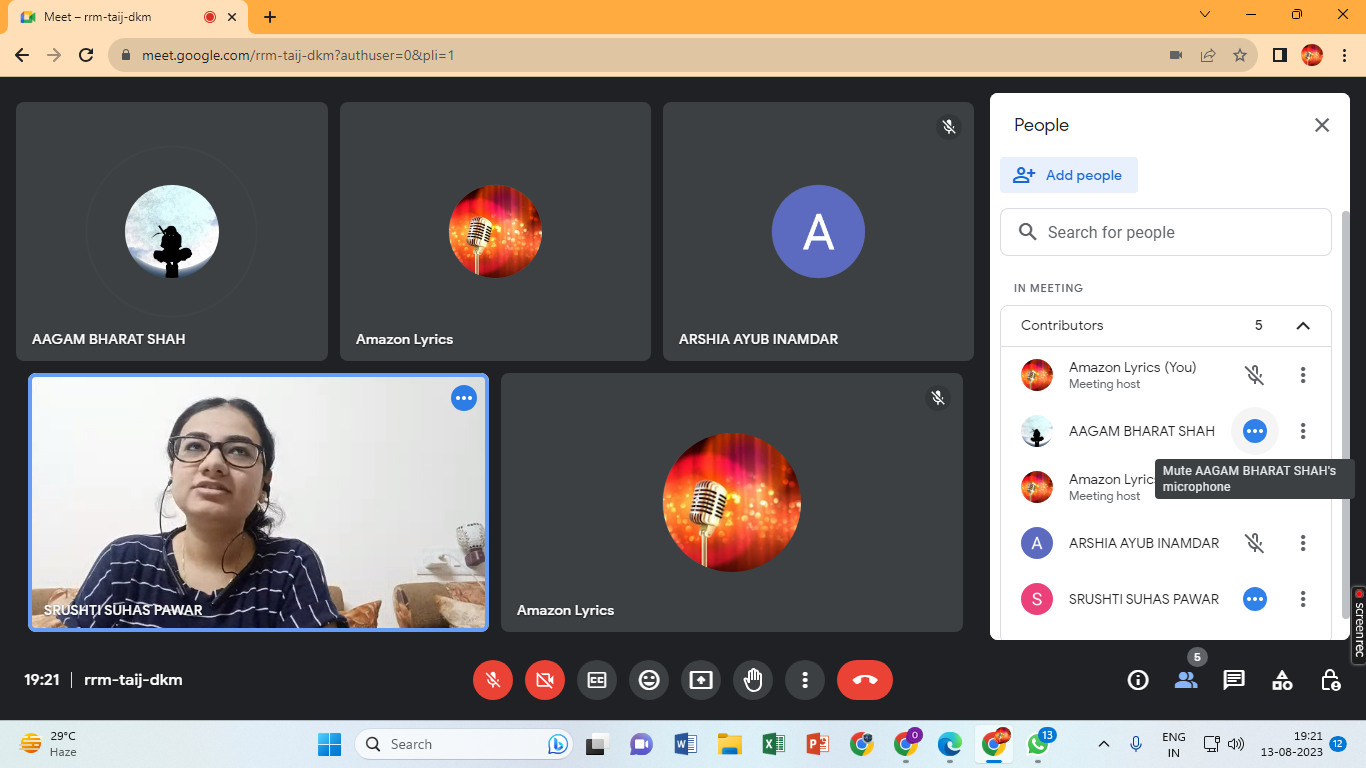 Meet – rrm-taij-dkm
meet.google.com/rrm-taij-dkm?authuser=0&pli=1
AAGAM BHARAT SHAH
Amazon Lyrics
A
ARSHIA AYUB INAMDAR
SRUSHTI SUHAS PAWAR
Amazon Lyrics
People
Add people
Search for people
IN MEETING
Contributors 5
Amazon Lyrics (You)
Meeting host
AAGAM BHARAT SHAH
Mute AAGAM BHARAT SHAH's
microphone
Amazon Lyric
Meeting host
A ARSHIA AYUB INAMDAR
S SRUSHTI SUHAS PAWAR
screenrec
19:21 | rrm-taij-dkm
5
29°C
Haze
Search
0
13
ENG
IN
19:21
13-08-2023
12